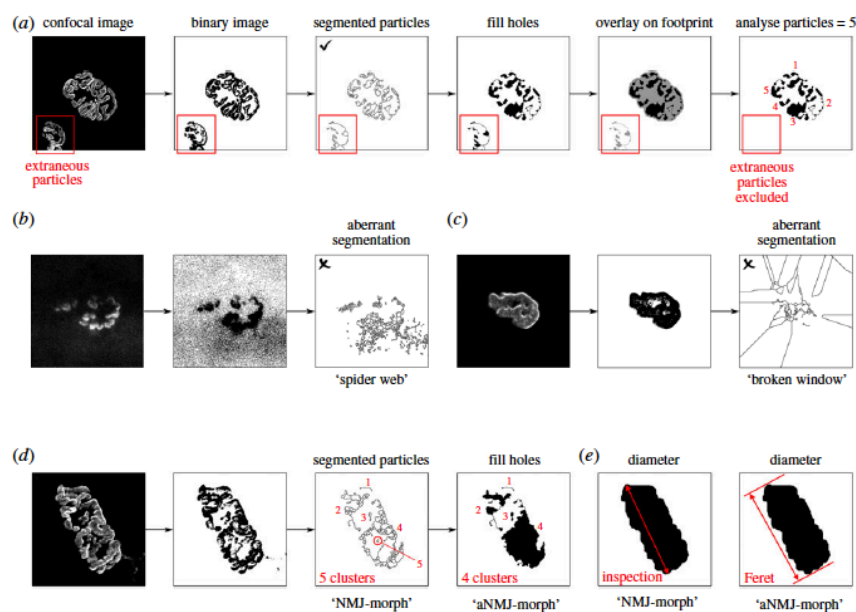 (a) confocal image binary image segmented particles fill holes overlay on footprint analyse particles = 5
1
5
2
4
3
extraneous
particles
extraneous
particles
excluded
(b) aberrant
segmentation
(c) aberrant
segmentation
‘spider web’
‘broken window’
(d) segmented particles fill holes (e) diameter diameter
1
2
3
4
5
1
2
3
4
5 clusters 4 clusters inspection Feret
‘NMJ-morph’ ‘aNMJ-morph’ ‘NMJ-morph’ ‘aNMJ-morph’